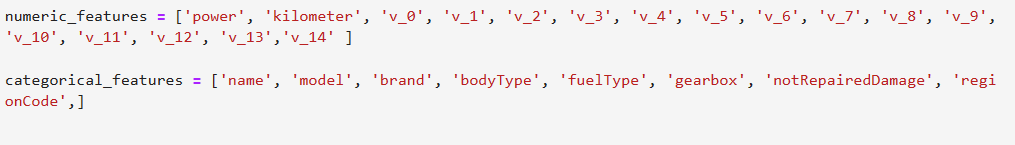 numeric_features = ['power', 'kilometer', 'v_0', 'v_1', 'v_2', 'v_3', 'v_4', 'v_5', 'v_6', 'v_7', 'v_8', 'v_9',
'v_10', 'v_11', 'v_12', 'v_13','v_14' ]
categorical_features = ['name', 'model', 'brand', 'bodyType', 'fuelType', 'gearbox', 'notRepairedDamage', 'regi
onCode',]